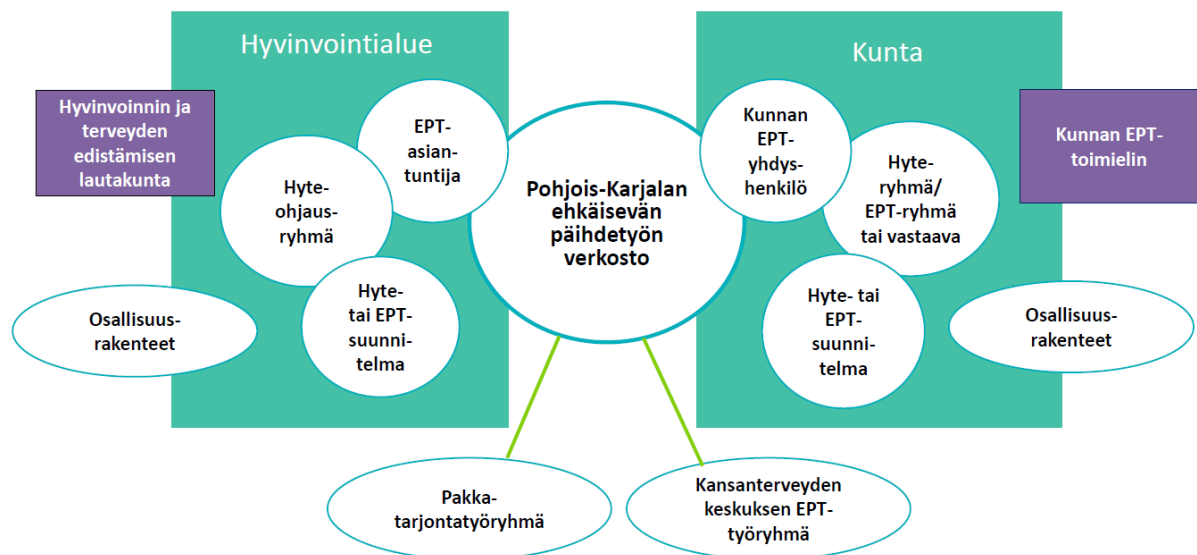 Hyvinvointialue
Hyvinvoinnin ja
terveyden
edistämisen
lautakunta
EPT-
asian-
tuntija
Hyte-
ohjaus-
ryhmä
Hyte-
tai EPT-
suunni-
telma
Osallisuus-
rakenteet
Pohjois-Karjalan
ehkäisevän
päihdetyön
verkosto
Kunta
Kunnan
EPT-
yhdys-
henkilö
Hyte-
ryhmä/
EPT-ryhmä
tai vastaava
Kunnan EPT-
toimielin
Hyte- tai
EPT-
suunni-
telma
Osallisuus-
rakenteet
Pakka-
tarjontatyöryhmä
Kansanterveyden
keskuksen EPT-
työryhmä